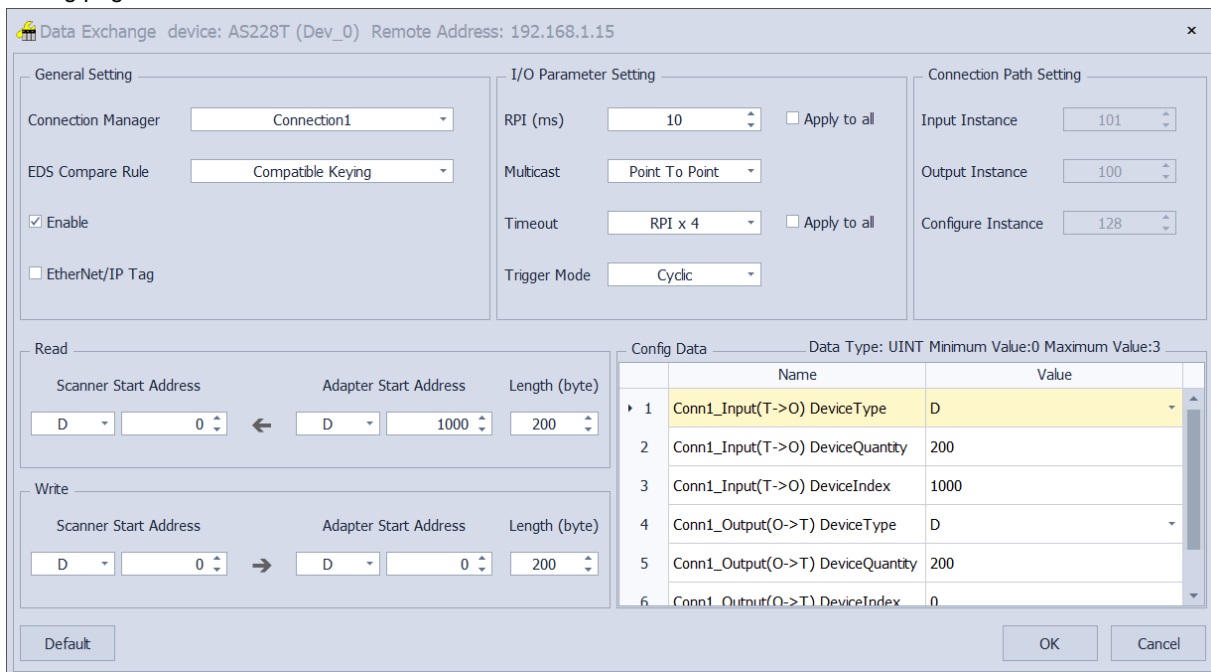 Data Exchange device: AS228T (Dev_0) Remote Address: 192.168.1.15
General Setting
Connection Manager Connection1
EDS Compare Rule Compatible Keying
Enable
EtherNet/IP Tag
I/O Parameter Setting
RPI (ms) 10 Apply to all
Multicast Point To Point
Timeout RPI x 4 Apply to all
Trigger Mode Cyclic
Connection Path Setting
Input Instance 101
Output Instance 100
Configure Instance 128
Read
Scanner Start Address Adapter Start Address Length (byte)
D 0 D 1000 200
Write
Scanner Start Address Adapter Start Address Length (byte)
D 0 D 0 200
Config Data Data Type: UINT Minimum Value:0 Maximum Value:3
Name Value
1 Conn1_Input(T->O) DeviceType D
2 Conn1_Input(T->O) DeviceQuantity 200
3 Conn1_Input(T->O) DeviceIndex 1000
4 Conn1_Output(O->T) DeviceType D
5 Conn1_Output(O->T) DeviceQuantity 200
6 Conn1_Output(O->T) DeviceIndex 0
Default OK Cancel